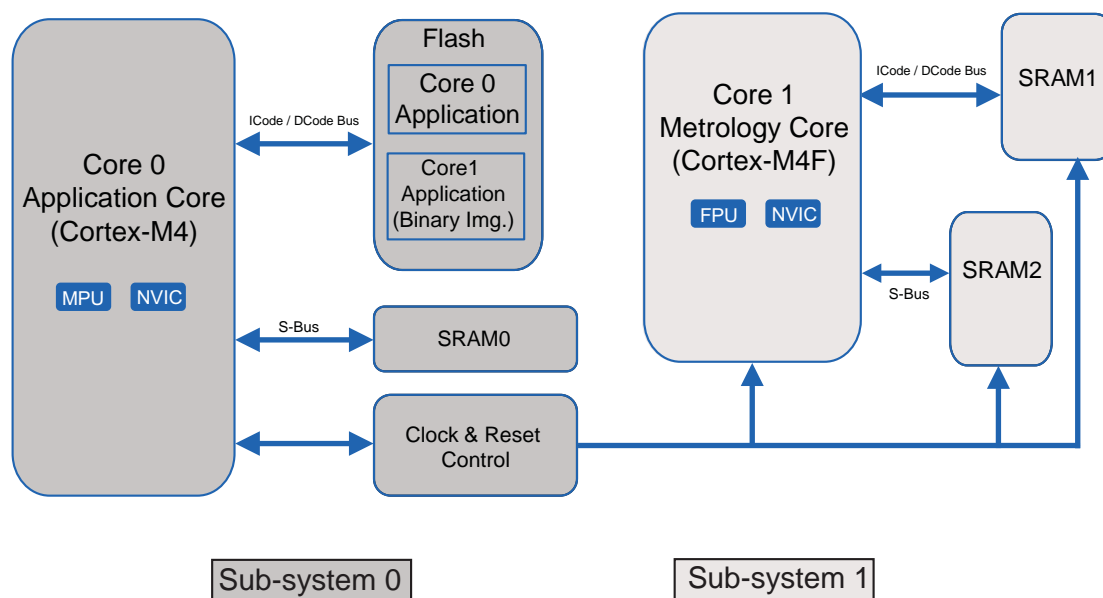 Core 0
Application Core
(Cortex-M4)
MPU
NVIC
ICode / DCode Bus
Flash
Core 0
Application
Core1
Application
(Binary Img.)
S-Bus
SRAM0
Clock & Reset
Control
Core 1
Metrology Core
(Cortex-M4F)
FPU
NVIC
ICode / DCode Bus
SRAM1
S-Bus
SRAM2
Sub-system 0
Sub-system 1